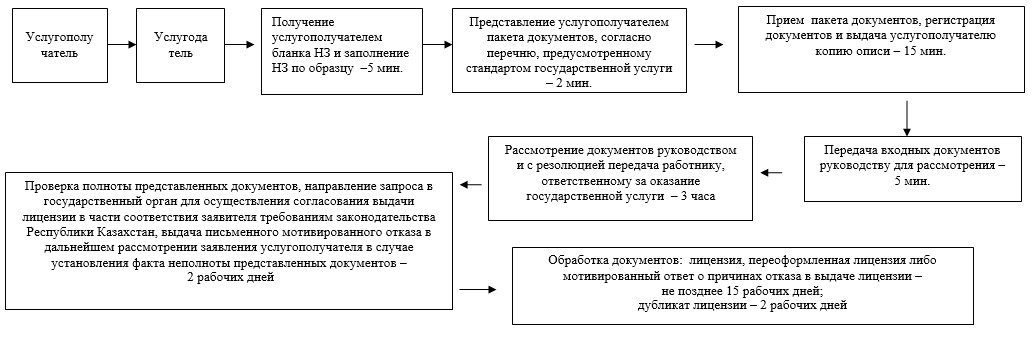 Услугополу
чатель
Услугода
тель
Получение
услугополучателем
бланка НЗ и заполнение
НЗ по образцу –5 мин.
Представление услугополучателем
пакета документов, согласно
перечню, предусмотренному
стандартом государственной услуги
– 2 мин.
Прием пакета документов, регистрация
документов и выдача услугополучателю
копию описи – 15 мин.
Передача входных документов
руководству для рассмотрения –
5 мин.
Рассмотрение документов руководством
и с резолюцией передача работнику,
ответственному за оказание
государственной услуги – 3 часа
Проверка полноты представленных документов, направление запроса в
государственный орган для осуществления согласования выдачи
лицензии в части соответствия заявителя требованиям законодательства
Республики Казахстан, выдача письменного мотивированного отказа в
дальнейшем рассмотрении заявления услугополучателя в случае
установления факта неполноты представленных документов –
2 рабочих дней
Обработка документов: лицензия, переоформленная лицензия либо
мотивированный ответ о причинах отказа в выдаче лицензии –
не позднее 15 рабочих дней;
дубликат лицензии – 2 рабочих дней